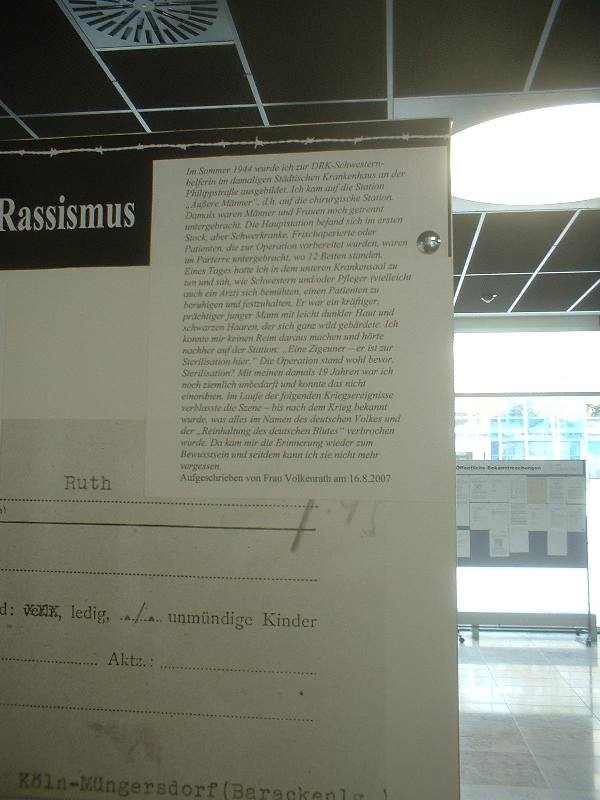 Rassismus
Im Sommer 1944 wurde ich zur DRK-Schwestern-
helferin im damaligen Städtischen Krankenhaus an der
Philippstraße ausgebildet. Ich kam auf die Station
„Äußere Männer“, d.h. auf die chirurgische Station.
Damals waren Männer und Frauen noch getrennt
untergebracht. Die Hauptstation befand sich im ersten
Stock, aber Schwerkranke, Frischoperierte oder
Patienten, die zur Operation vorbereitet wurden, waren
im Parterre untergebracht, wo 12 Betten standen.
Eines Tages hatte ich in dem unteren Krankensaal zu
tun und sah, wie Schwestern und/oder Pfleger (vielleicht
auch ein Arzt) sich bemühten, einen Patienten zu
beruhigen und festzuhalten. Er war ein kräftiger,
prächtiger junger Mann mit leicht dunkler Haut und
schwarzen Haaren, der sich ganz wild gebärdete. Ich
konnte mir keinen Reim daraus machen und hörte
nachher auf der Station: „Eine Zigeuner – er ist zur
Sterilisation hier.“ Die Operation stand wohl bevor.
Sterilisation? Mit meinen damals 19 Jahren war ich
noch ziemlich unbedarft und konnte das nicht
einordnen. Im Laufe der folgenden Kriegsereignisse
verblasste die Szene – bis nach dem Krieg bekannt
wurde, was alles im Namen des deutschen Volkes und
der „Reinhaltung des deutschen Blutes“ verbrochen
wurde. Da kam mir die Erinnerung wieder zum
Bewusstsein und seitdem kann ich sie nicht mehr
vergessen.
Aufgeschrieben von Frau Volkenrath am 16.8.2007
Ruth
d: verh., ledig, ..../.... unmündige Kinder
Aktz.:
Köln-Müngersdorf(Barackenlg.)
Öffentliche Bekanntmachungen